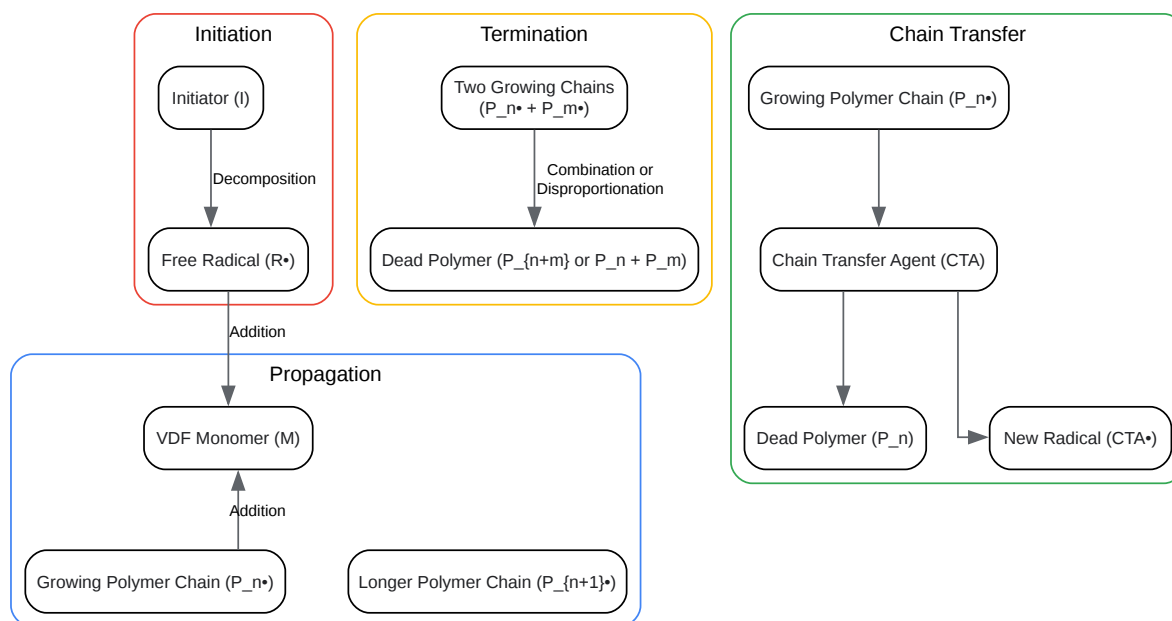 Initiation
Initiator (I)
Decomposition
Free Radical (R•)
Addition
Termination
Two Growing Chains
(P_n• + P_m•)
Combination or
Disproportionation
Dead Polymer (P_{n+m} or P_n + P_m)
Chain Transfer
Growing Polymer Chain (P_n•)
Chain Transfer Agent (CTA)
Dead Polymer (P_n)
New Radical (CTA•)
Propagation
VDF Monomer (M)
Addition
Growing Polymer Chain (P_n•)
Longer Polymer Chain (P_{n+1}•)